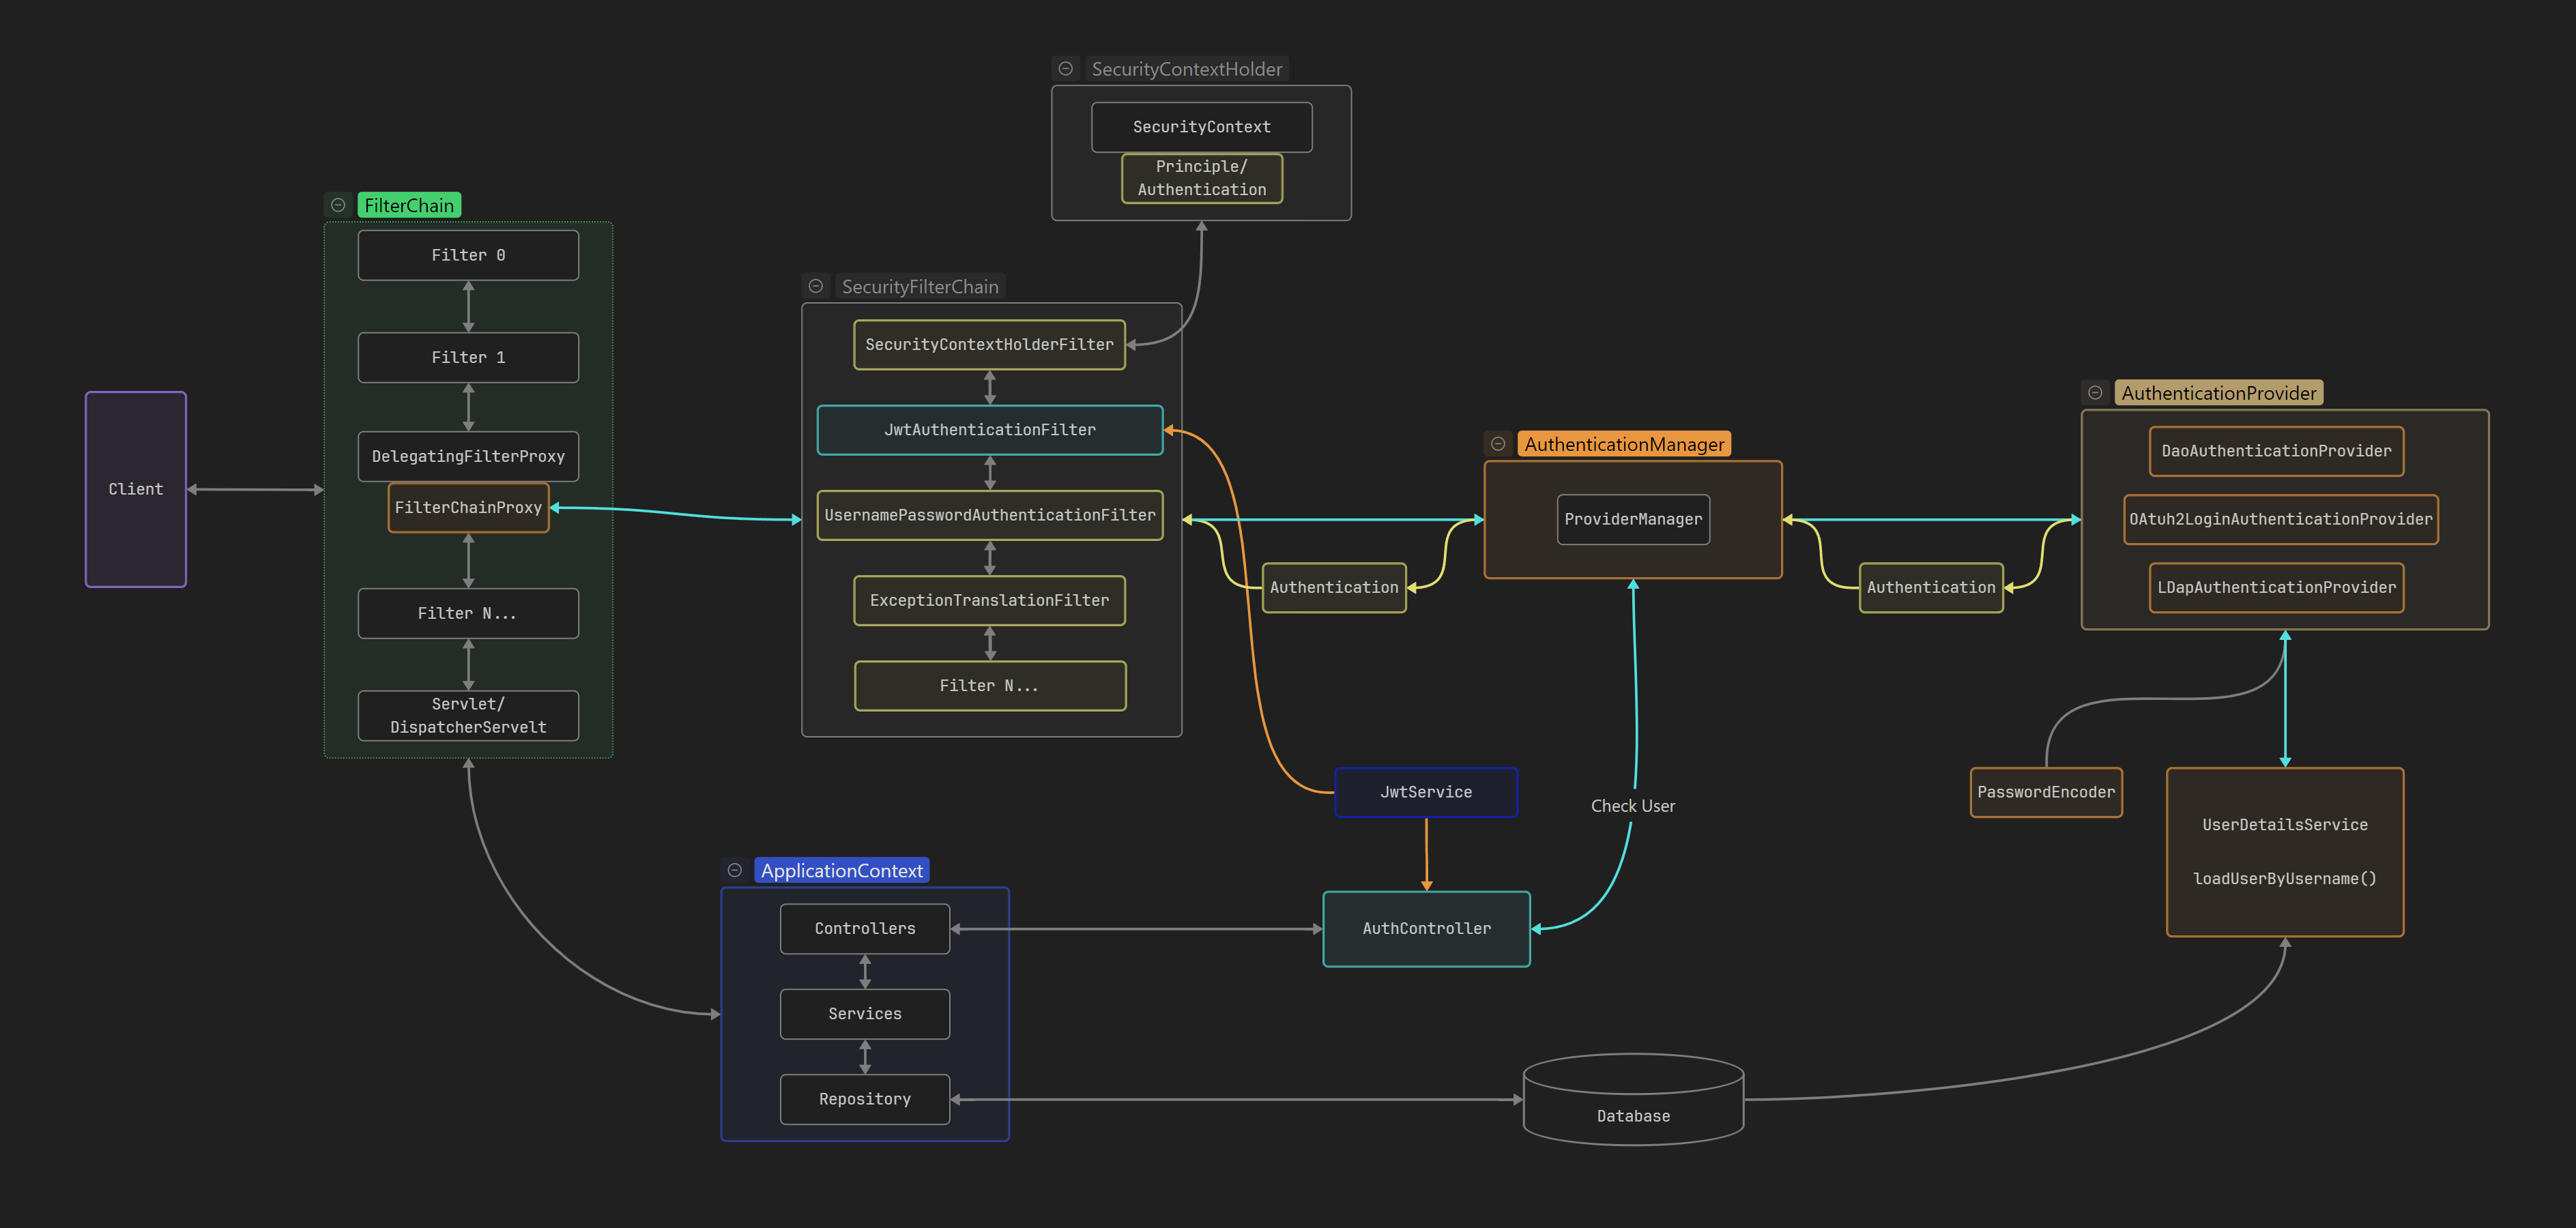 SecurityContextHolder
SecurityContext
Principle/
Authentication
FilterChain
Filter 0
Filter 1
DelegatingFilterProxy
FilterChainProxy
Filter N...
Servlet/
DispatcherServelt
Client
SecurityFilterChain
SecurityContextHolderFilter
JwtAuthenticationFilter
UsernamePasswordAuthenticationFilter
ExceptionTranslationFilter
Filter N...
Authentication
AuthenticationManager
ProviderManager
Authentication
AuthenticationProvider
DaoAuthenticationProvider
OAtuh2LoginAuthenticationProvider
LDapAuthenticationProvider
JwtService
Check User
PasswordEncoder
UserDetailsService
loadUserByUsername()
ApplicationContext
Controllers
Services
Repository
AuthController
Database